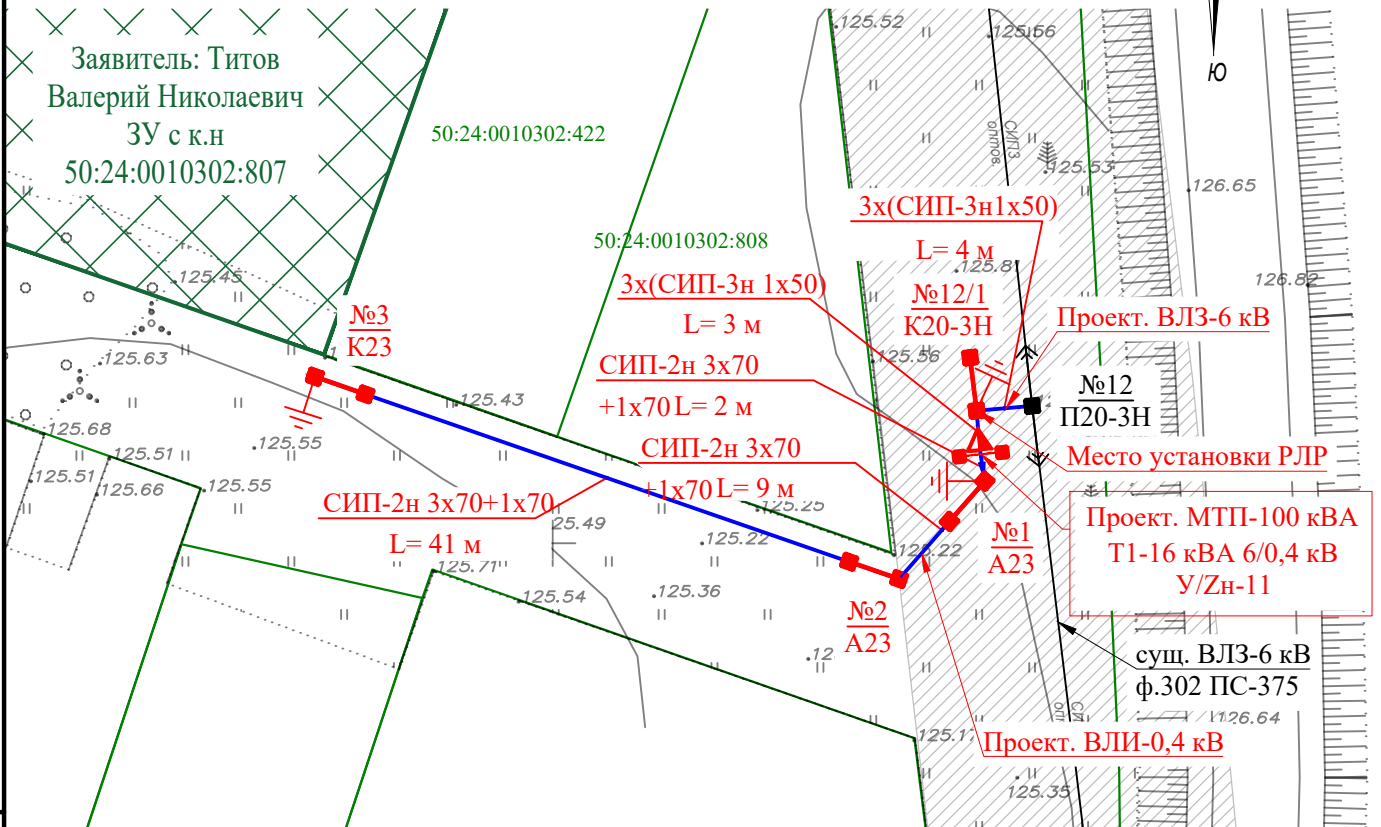 Заявитель: Титов
Валерий Николаевич
ЗУ с к.н
50:24:0010302:807
50:24:0010302:422
50:24:0010302:808
Ю
125.52
125.56
СИП3
125.53
126.65
126.82
3х(СИП-3н1х50)
L= 4 м
125.8
3х(СИП-3н 1х50)
L= 3 м
№12/1
К20-3Н
Проект. ВЛЗ-6 кВ
125.45
№3
К23
125.63
125.56
СИП-2н 3х70
+1х70 L= 2 м
№12
П20-3Н
125.43
125.68
125.51
125.55
125.51
125.66
125.55
СИП-2н 3х70
+1х70 L= 9 м
Место установки РЛР
СИП-2н 3х70+1х70
L= 41 м
25.49
125.25
125.22
125.22
№1
А23
Проект. МТП-100 кВА
Т1-16 кВА 6/0,4 кВ
У/Zн-11
125.71
125.54
125.36
№2
А23
12
сущ. ВЛЗ-6 кВ
ф.302 ПС-375
126.64
125.17
Проект. ВЛИ-0,4 кВ
125.35